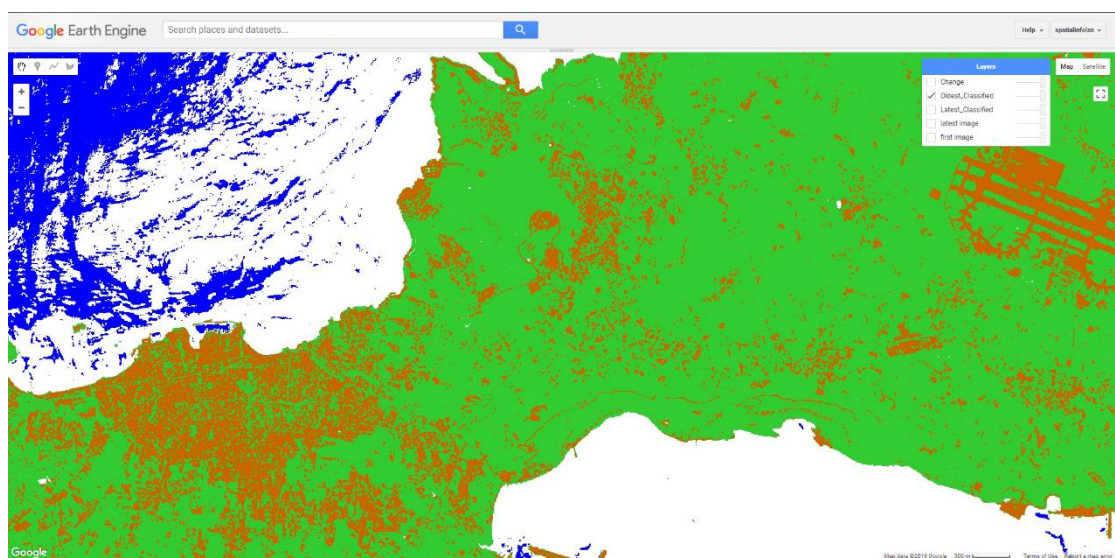 Google Earth Engine
Search places and datasets...
Help
spatialinfolab
Layers
Map
Satellite
Change
Oldest_Classified
Latest_Classified
latest image
first image
Google
Map data ©2018 Google
300 m
Terms of Use
Report a map error